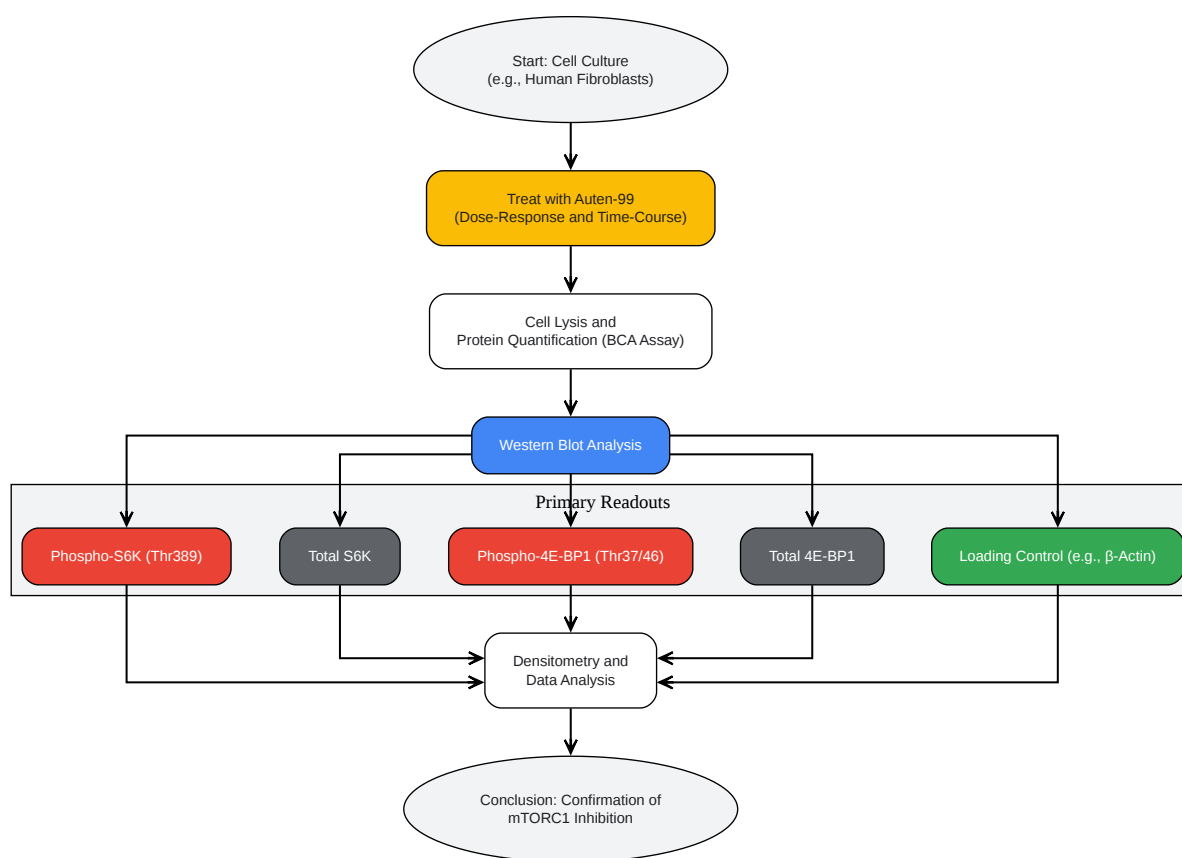 Start: Cell Culture
(e.g., Human Fibroblasts)
Treat with Auten-99
(Dose-Response and Time-Course)
Cell Lysis and
Protein Quantification (BCA Assay)
Western Blot Analysis
Primary Readouts
Phospho-S6K (Thr389)
Total S6K
Phospho-4E-BP1 (Thr37/46)
Total 4E-BP1
Loading Control (e.g., β-Actin)
Densitometry and
Data Analysis
Conclusion: Confirmation of
mTORC1 Inhibition